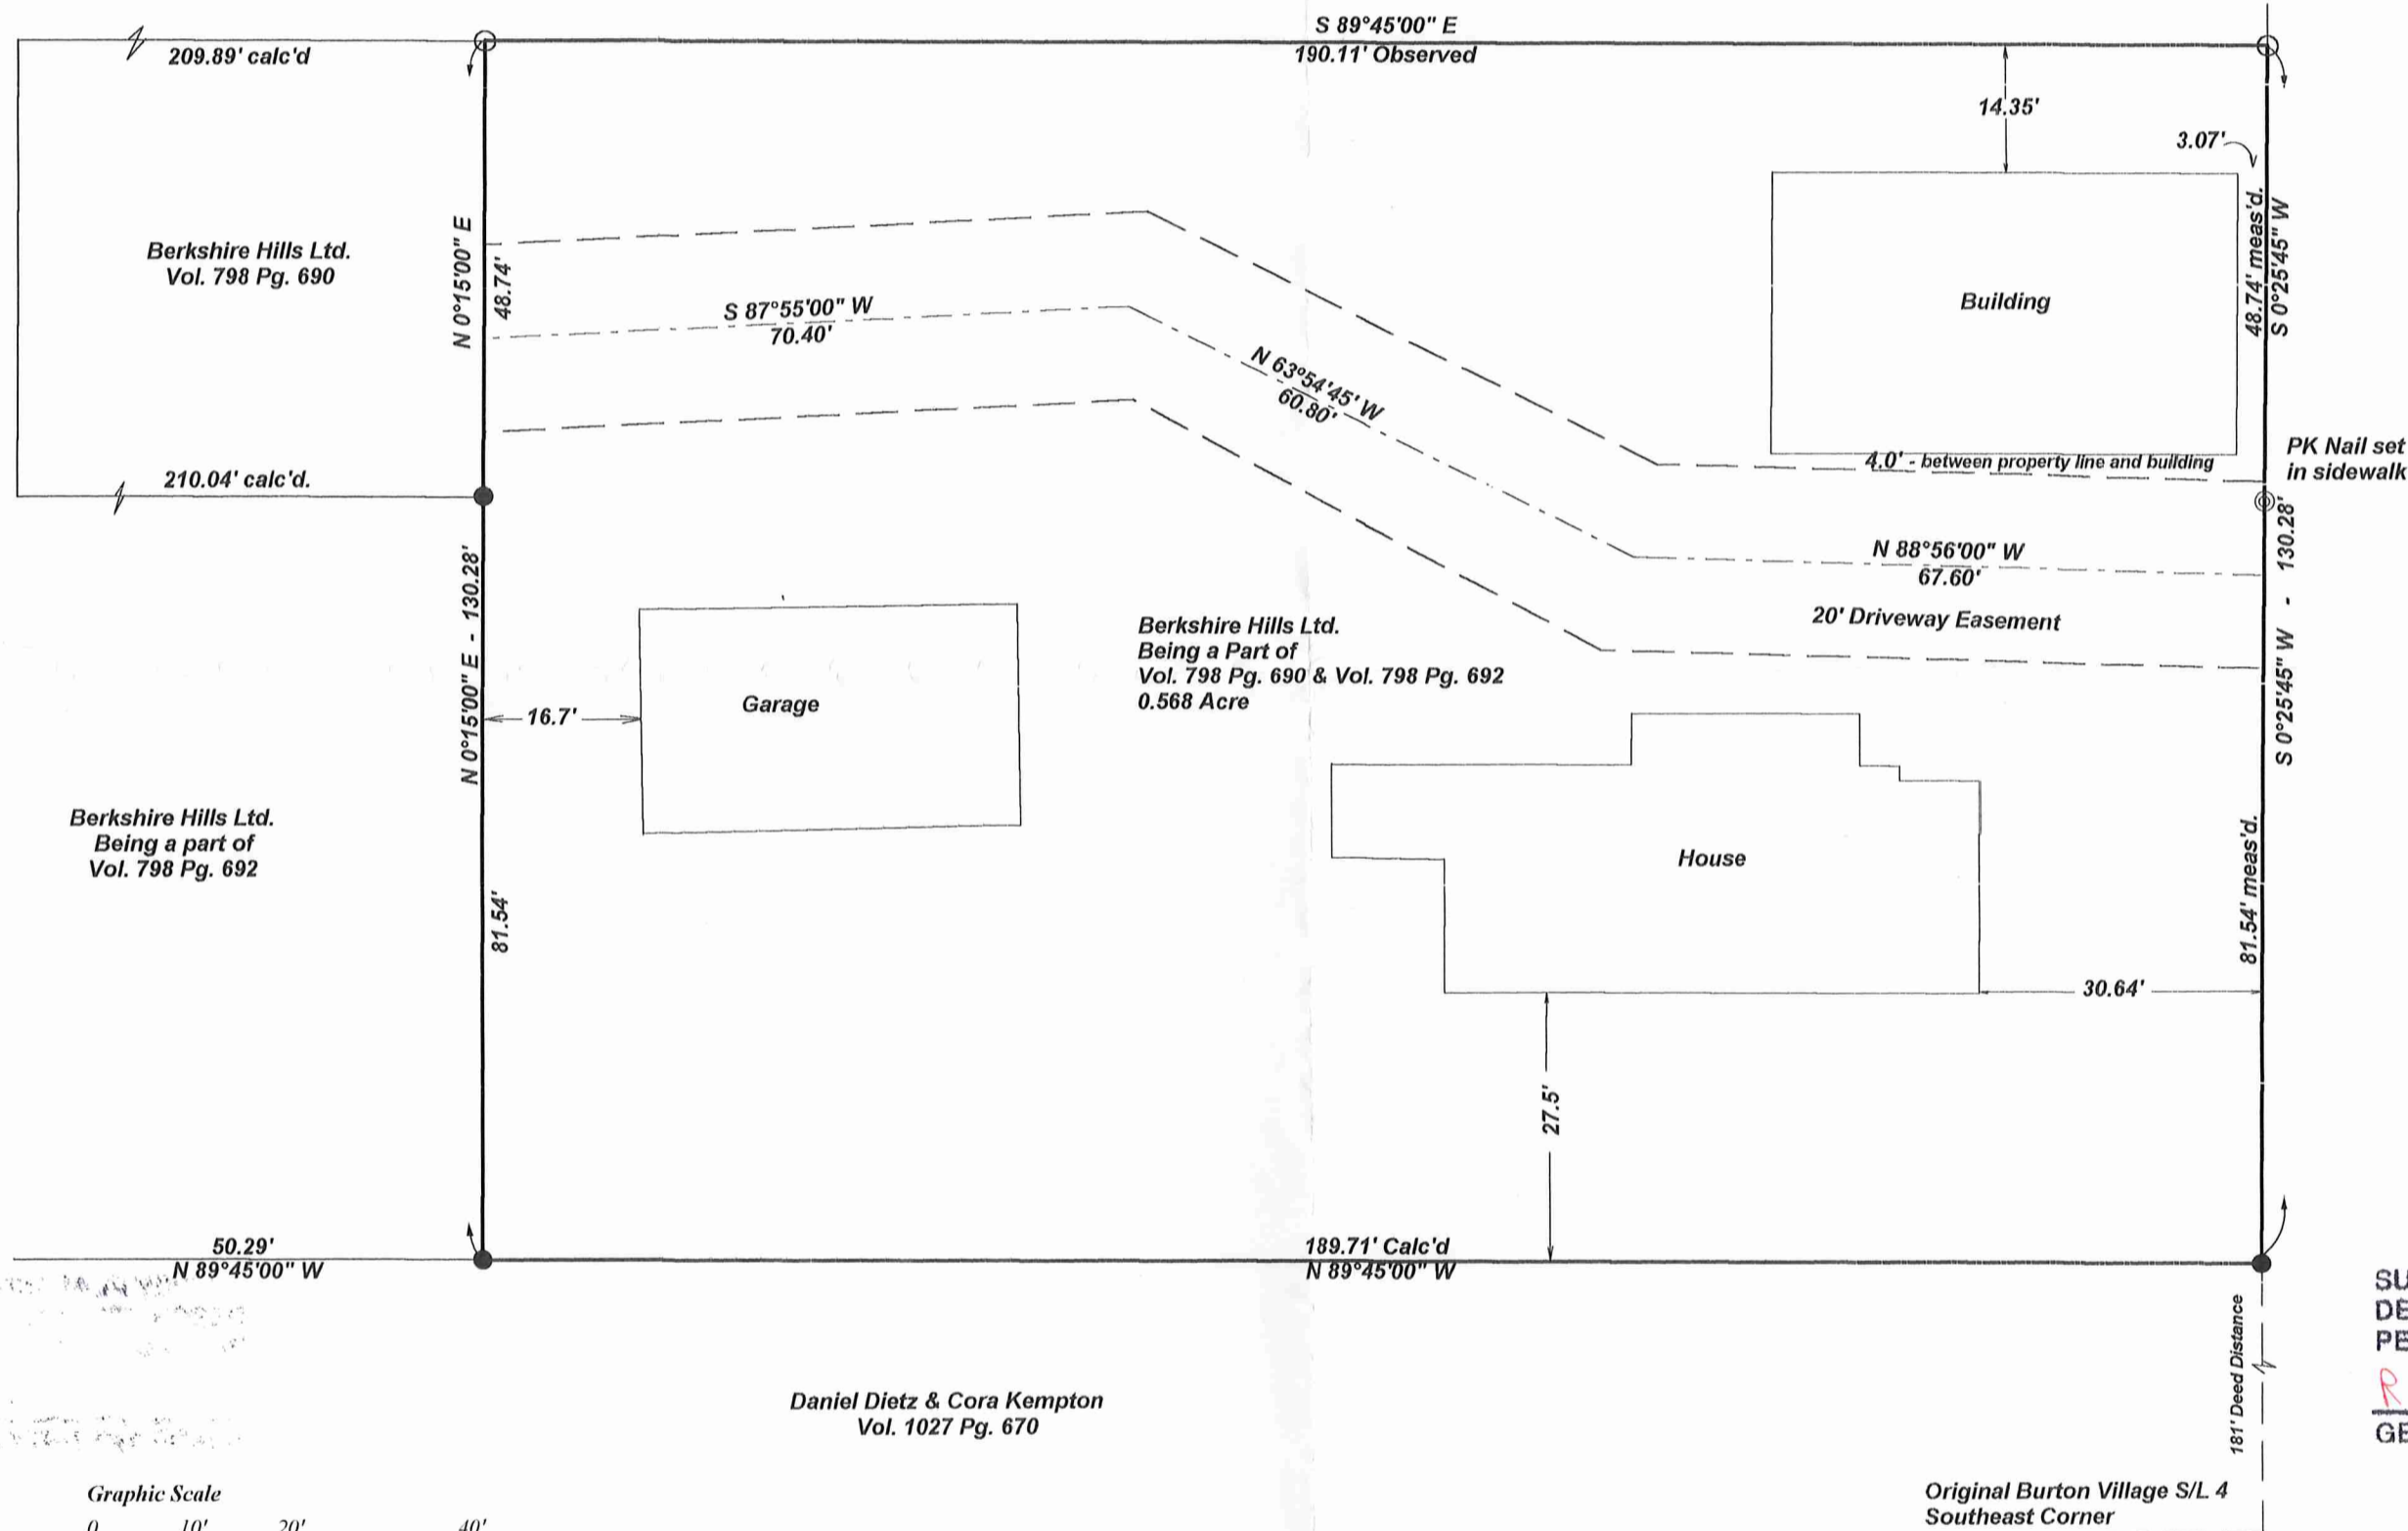 S 89°45'00" E
190.11' Observed
209.89' calc'd
14.35'
3.07'
48.74' meas'd.
S 0°25'45" W
Berkshire Hills Ltd.
Vol. 798 Pg. 690
N 0°15'00" E
48.74'
S 87°55'00" W
70.40'
Building
N 63°54'45' W
60.80'
PK Nail set
in sidewalk
4.0' - between property line and building
210.04' calc'd.
N 88°56'00" W
67.60'
20' Driveway Easement
S 0°25'45" W - 130.28'
N 0°15'00" E - 130.28'
Berkshire Hills Ltd.
Being a Part of
Vol. 798 Pg. 690 & Vol. 798 Pg. 692
0.568 Acre
Garage
16.7'
Berkshire Hills Ltd.
Being a part of
Vol. 798 Pg. 692
House
81.54'
81.54' meas'd.
30.64'
27.5'
50.29'
N 89°45'00" W
189.71' Calc'd
N 89°45'00" W
181' Deed Distance
SU
DE
PE
GE
Daniel Dietz & Cora Kempton
Vol. 1027 Pg. 670
Graphic Scale
0 10' 20' 40'
Original Burton Village S/L 4
Southeast Corner